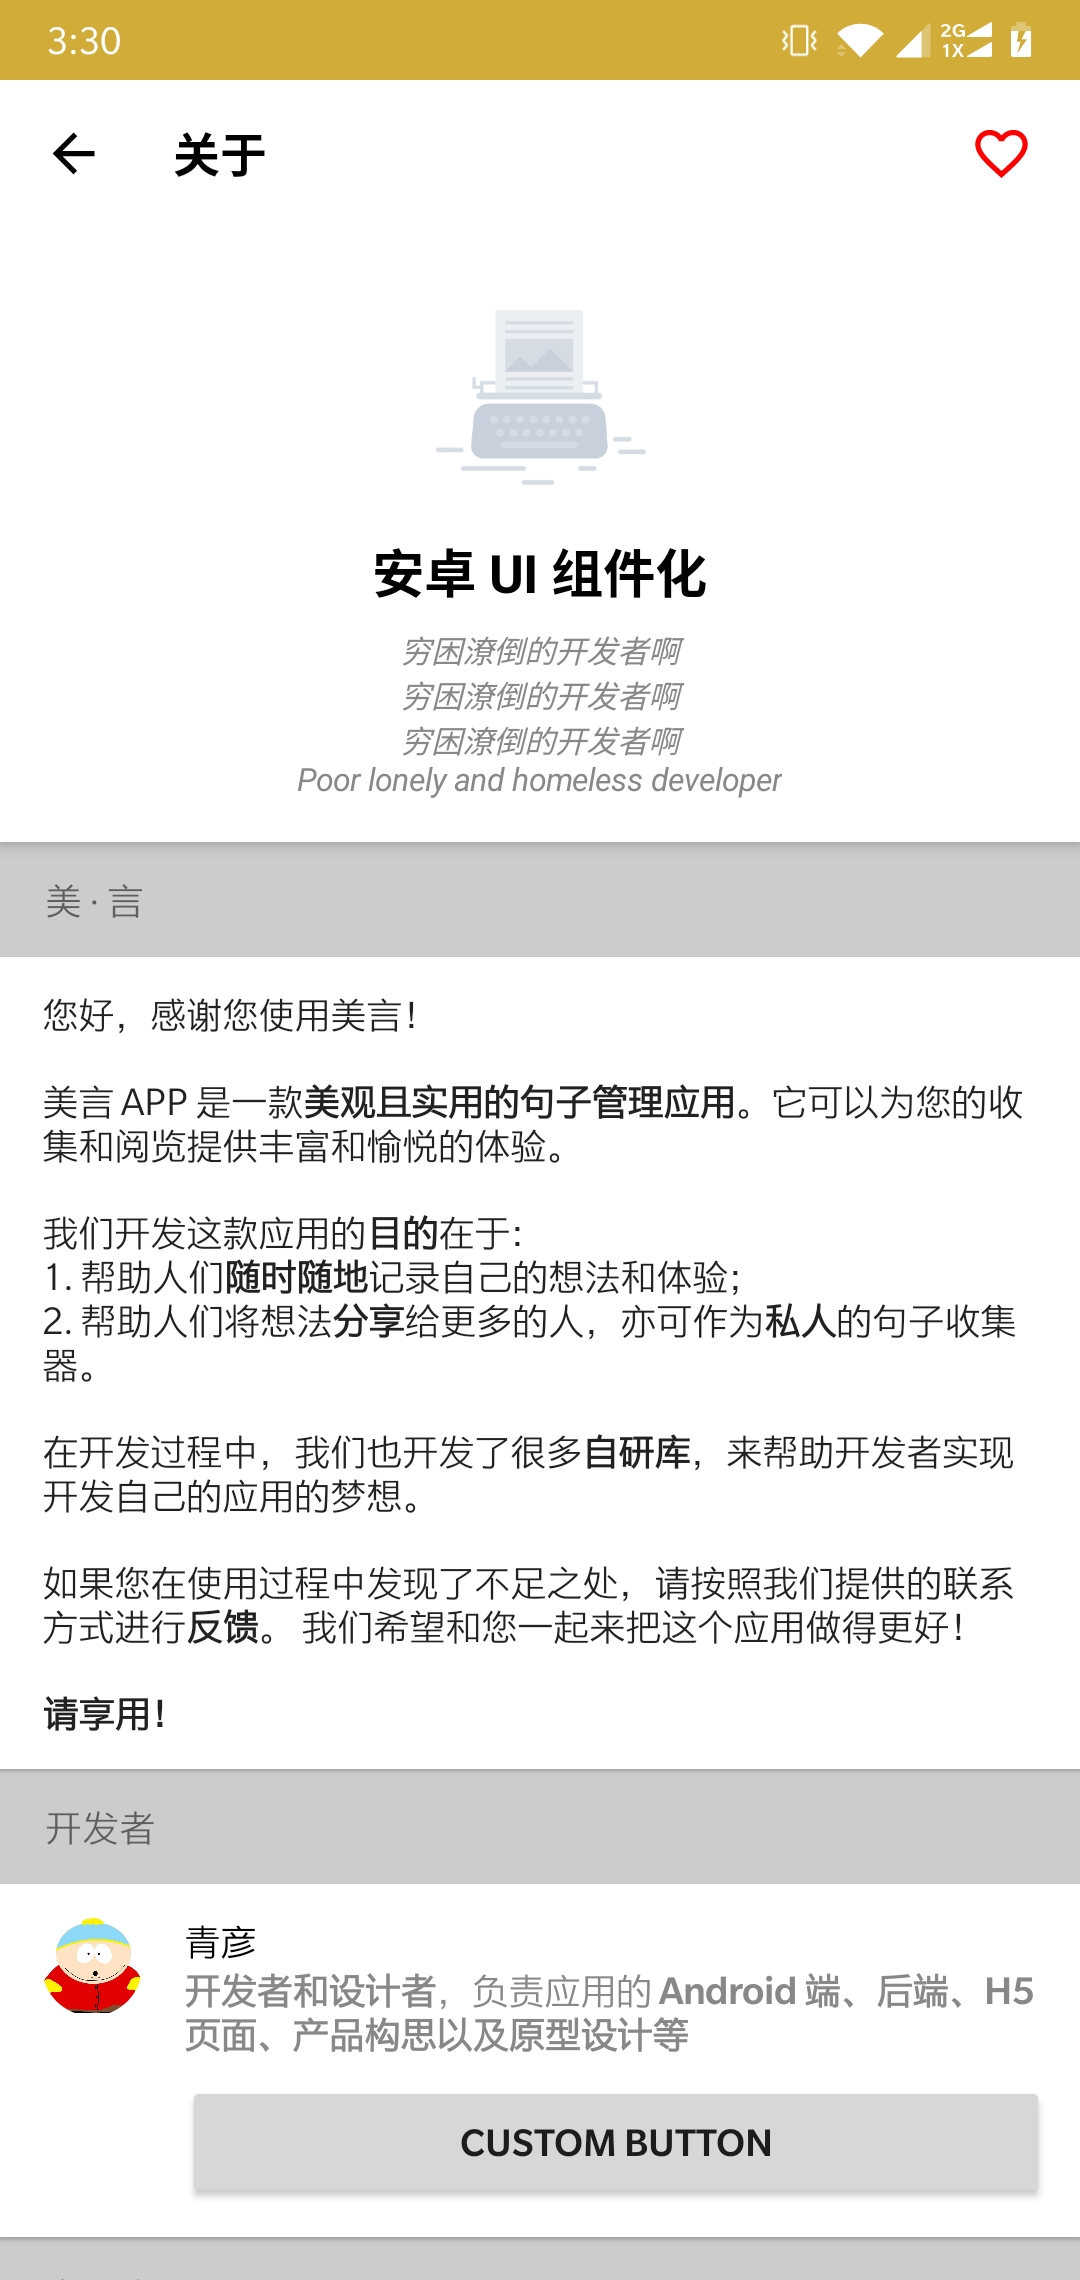 3:30
2G
1X
关于
安卓 UI 组件化
穷困潦倒的开发者啊
穷困潦倒的开发者啊
穷困潦倒的开发者啊
Poor lonely and homeless developer
美 · 言
您好，感谢您使用美言！
美言 APP 是一款美观且实用的句子管理应用。它可以为您的收
集和阅览提供丰富和愉悦的体验。
我们开发这款应用的目的在于：
1. 帮助人们随时随地记录自己的想法和体验；
2. 帮助人们将想法分享给更多的人，亦可作为私人的句子收集
器。
在开发过程中，我们也开发了很多自研库，来帮助开发者实现
开发自己的应用的梦想。
如果您在使用过程中发现了不足之处，请按照我们提供的联系
方式进行反馈。 我们希望和您一起来把这个应用做得更好！
请享用！
开发者
青彦
开发者和设计者，负责应用的 Android 端、后端、H5
页面、产品构思以及原型设计等
CUSTOM BUTTON